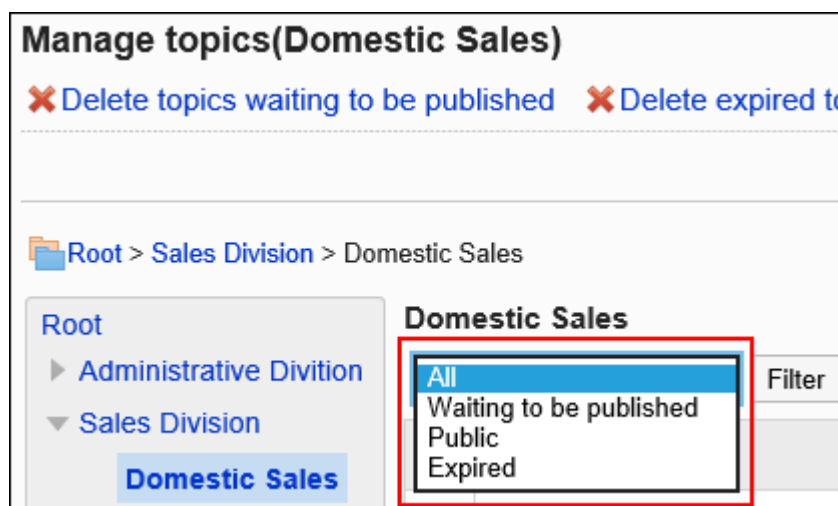 Manage topics(Domestic Sales)
Delete topics waiting to be published Delete expired
Root > Sales Division > Domestic Sales
Root
Administrative Divition
Sales Division
Domestic Sales
Domestic Sales
All
Waiting to be published
Public
Expired
Filter